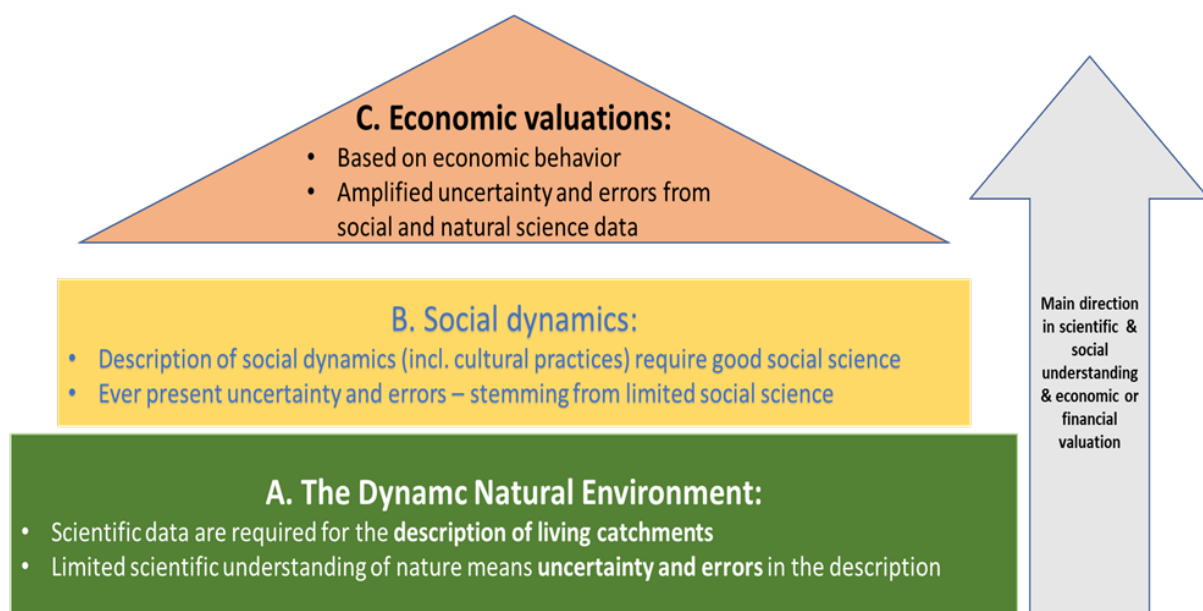 C. Economic valuations:
• Based on economic behavior
• Amplified uncertainty and errors from
social and natural science data
B. Social dynamics:
• Description of social dynamics (incl. cultural practices) require good social science
• Ever present uncertainty and errors – stemming from limited social science
A. The Dynamc Natural Environment:
• Scientific data are required for the description of living catchments
• Limited scientific understanding of nature means uncertainty and errors in the description
Main direction
in scientific &
social
understanding
& economic or
financial
valuation